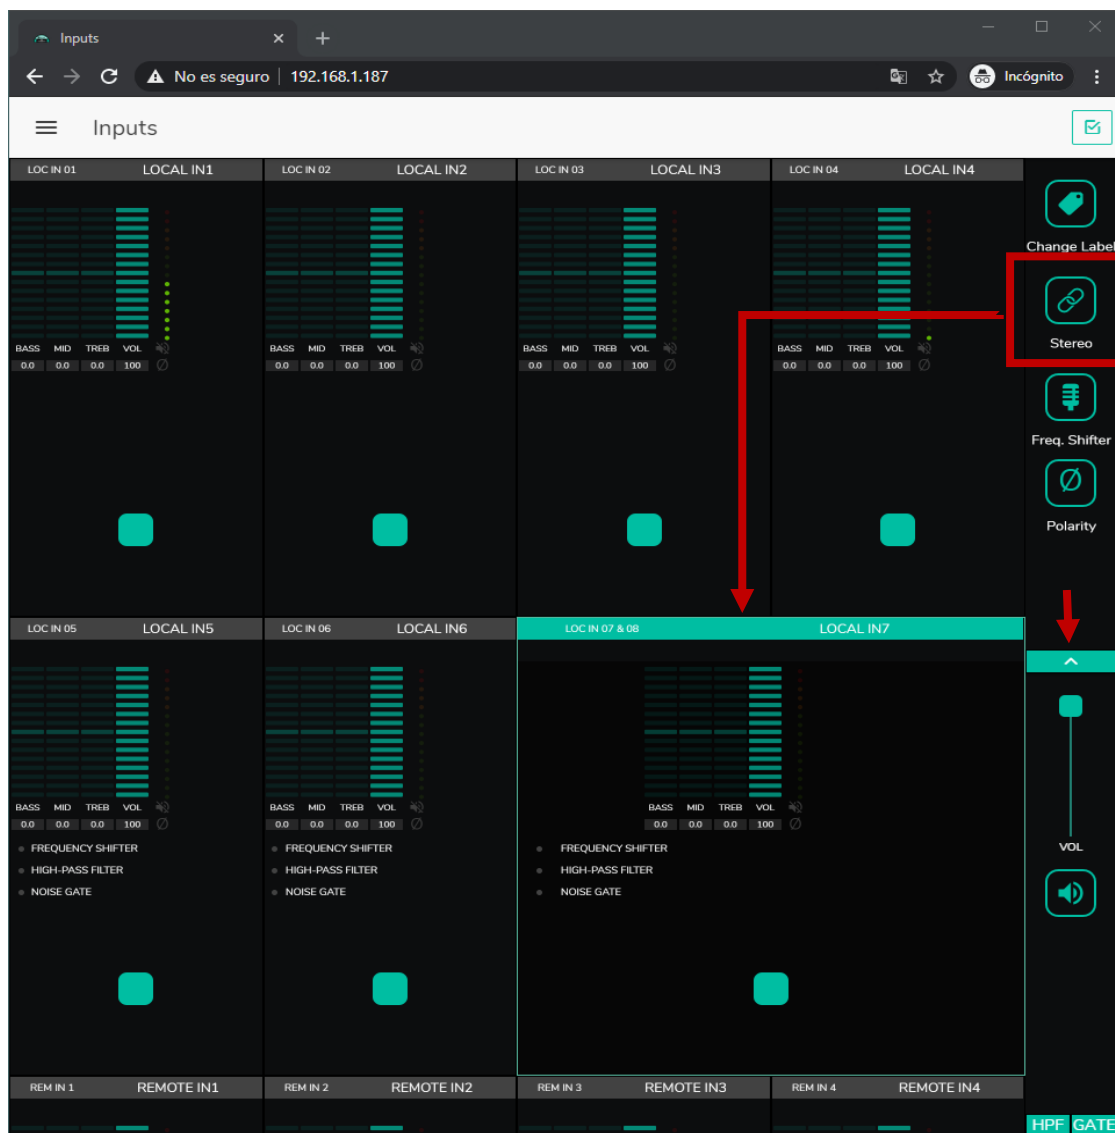 Inputs
No es seguro | 192.168.1.187
Incógnito
Inputs
LOC IN 01 LOCAL IN1 LOC IN 02 LOCAL IN2 LOC IN 03 LOCAL IN3 LOC IN 04 LOCAL IN4
Change Label
Stereo
BASS MID TREB VOL BASS MID TREB VOL BASS MID TREB VOL BASS MID TREB VOL
0.0 0.0 0.0 100 0.0 0.0 0.0 100 0.0 0.0 0.0 100 0.0 0.0 0.0 100
Freq. Shifter
Polarity
LOC IN 05 LOCAL IN5 LOC IN 06 LOCAL IN6 LOC IN 07 & 08 LOCAL IN7
BASS MID TREB VOL BASS MID TREB VOL BASS MID TREB VOL
0.0 0.0 0.0 100 0.0 0.0 0.0 100 0.0 0.0 0.0 100
VOL
FREQUENCY SHIFTER FREQUENCY SHIFTER FREQUENCY SHIFTER
HIGH-PASS FILTER HIGH-PASS FILTER HIGH-PASS FILTER
NOISE GATE NOISE GATE NOISE GATE
REM IN 1 REMOTE IN1 REM IN 2 REMOTE IN2 REM IN 3 REMOTE IN3 REM IN 4 REMOTE IN4
HPF GATE